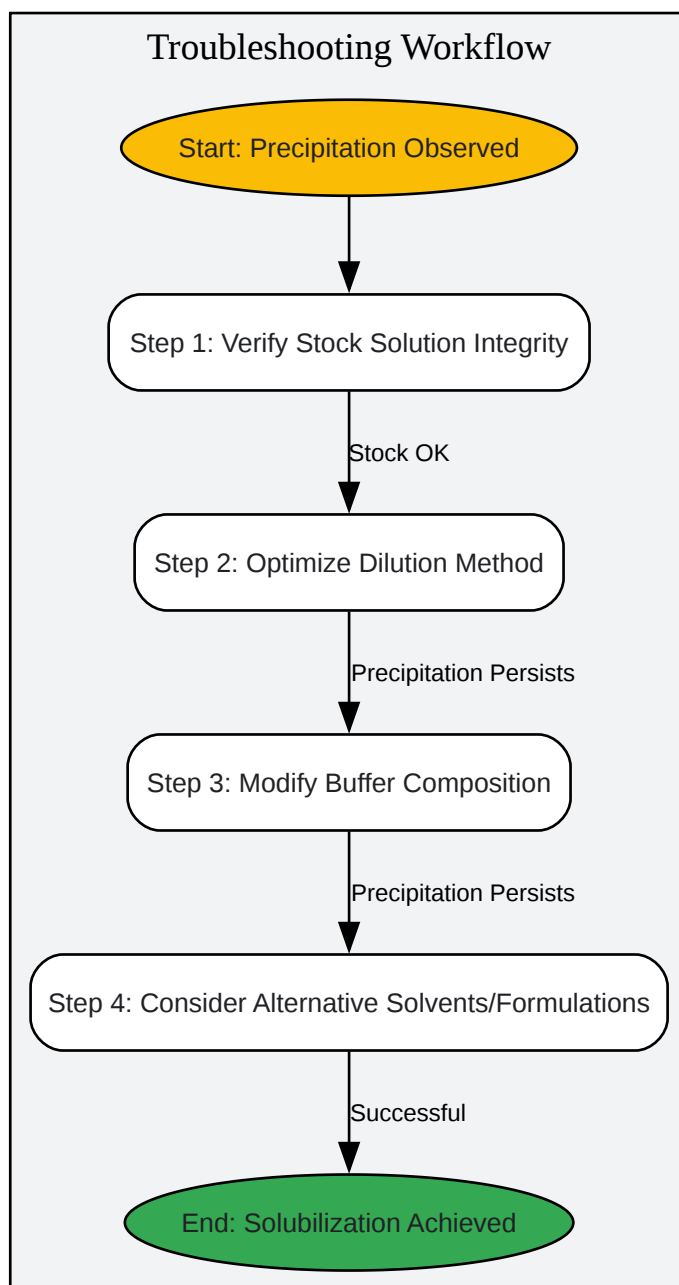 Troubleshooting Workflow
Start: Precipitation Observed
Step 1: Verify Stock Solution Integrity
Stock OK
Step 2: Optimize Dilution Method
Precipitation Persists
Step 3: Modify Buffer Composition
Precipitation Persists
Step 4: Consider Alternative Solvents/Formulations
Successful
End: Solubilization Achieved